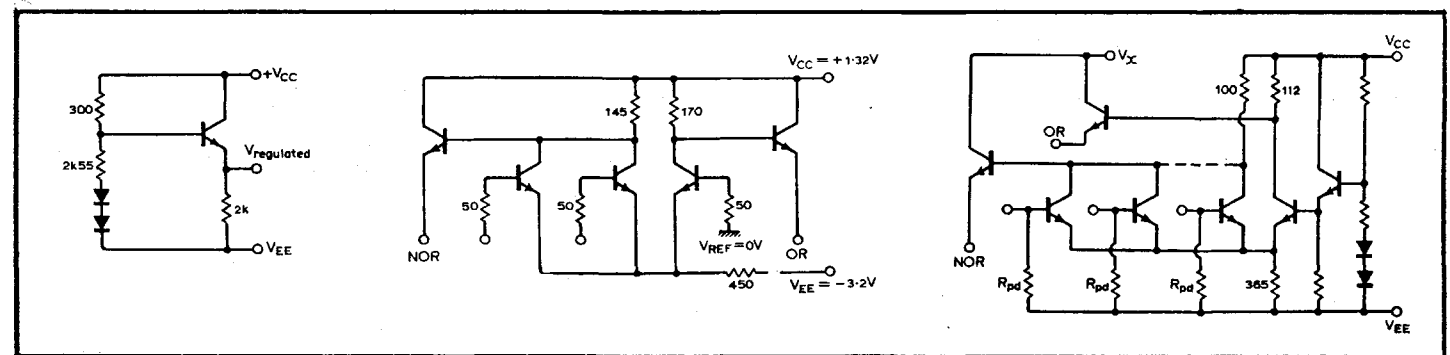 +VCC
300
Vregulated
2k55
2k
VEE
VCC = +1·32V
145
170
50
50
50
VREF = 0V
NOR
OR
450
VEE = −3·2V
VCC
Vx
100
112
OR
NOR
Rpd
Rpd
Rpd
365
VEE